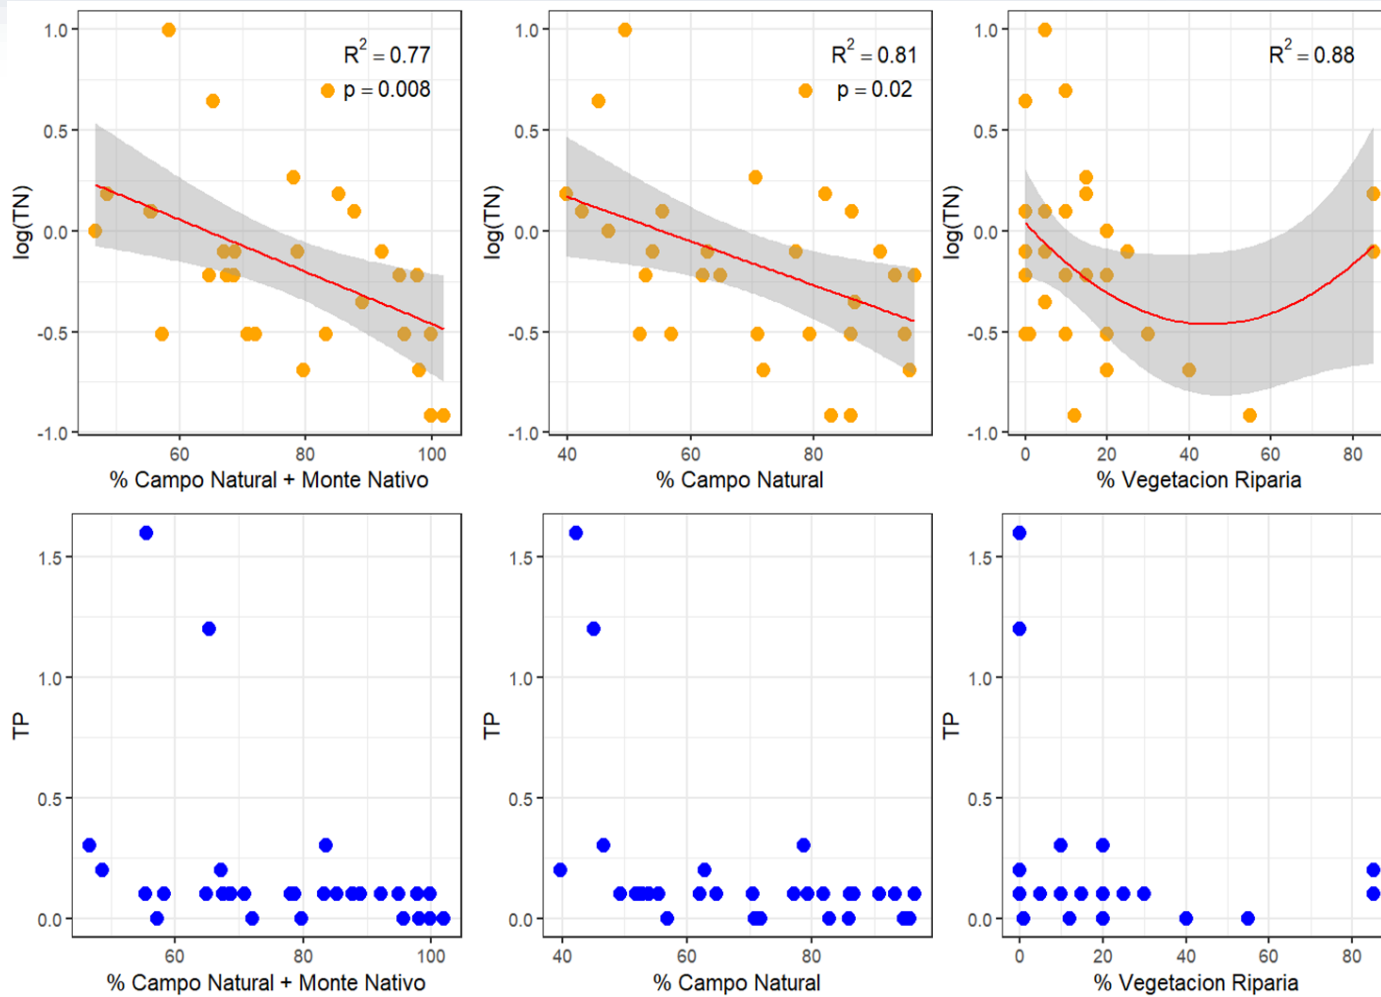 R² = 0.77
p = 0.008
log(TN)
1.0
0.5
0.0
-0.5
-1.0
60 80 100
% Campo Natural + Monte Nativo
R² = 0.81
p = 0.02
log(TN)
1.0
0.5
0.0
-0.5
-1.0
40 60 80
% Campo Natural
R² = 0.88
log(TN)
1.0
0.5
0.0
-0.5
-1.0
0 20 40 60 80
% Vegetacion Riparia
TP
1.5
1.0
0.5
0.0
60 80 100
% Campo Natural + Monte Nativo
TP
1.5
1.0
0.5
0.0
40 60 80
% Campo Natural
TP
1.5
1.0
0.5
0.0
0 20 40 60 80
% Vegetacion Riparia